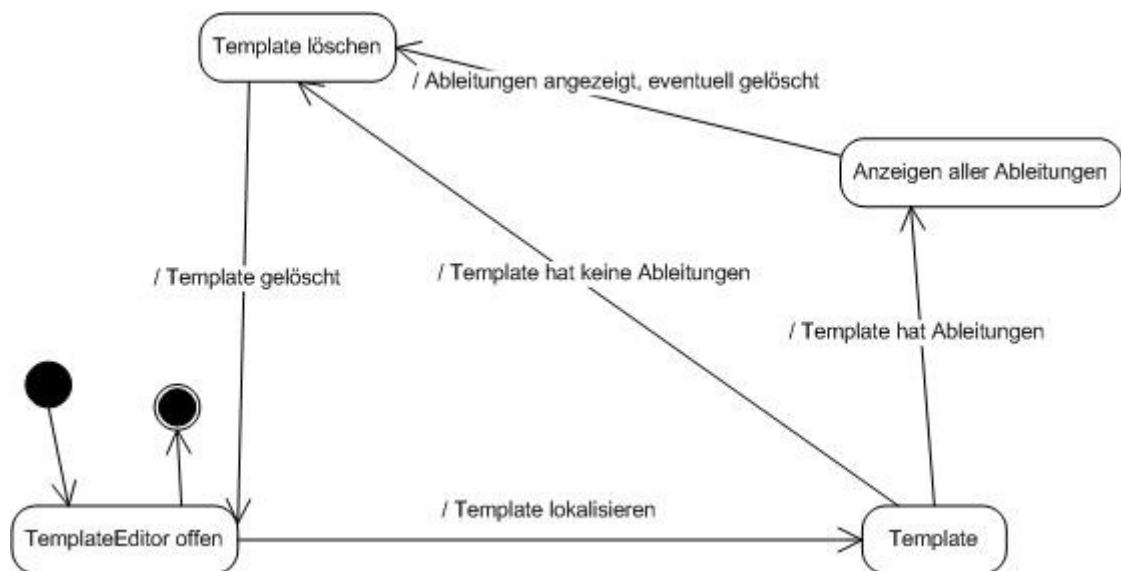 Template löschen
/ Ableitungen angezeigt, eventuell gelöscht
Anzeigen aller Ableitungen
/ Template gelöscht
/ Template hat keine Ableitungen
/ Template hat Ableitungen
/ Template lokalisieren
TemplateEditor offen
Template